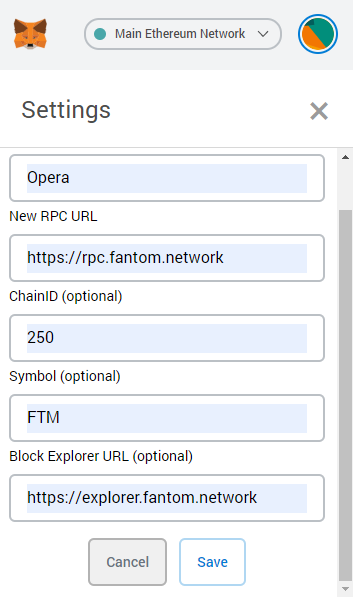 Main Ethereum Network
Settings
Opera
New RPC URL
https://rpc.fantom.network
ChainID (optional)
250
Symbol (optional)
FTM
Block Explorer URL (optional)
https://explorer.fantom.network
Cancel
Save